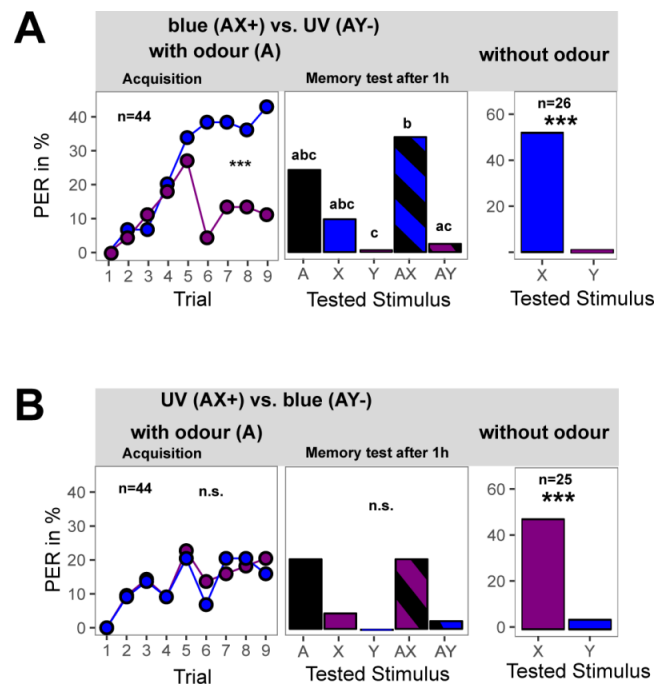 A
blue (AX+) vs. UV (AY-)
with odour (A)
without odour
Acquisition
Memory test after 1h
PER in %
40
30
20
10
0
n=44
***
1 2 3 4 5 6 7 8 9
Trial
abc
abc
c
b
ac
A X Y AX AY
Tested Stimulus
60
40
20
n=26
***
X Y
Tested Stimulus
B
UV (AX+) vs. blue (AY-)
with odour (A)
without odour
Acquisition
Memory test after 1h
PER in %
40
30
20
10
0
n=44
n.s.
1 2 3 4 5 6 7 8 9
Trial
n.s.
A X Y AX AY
Tested Stimulus
60
40
20
0
n=25
***
X Y
Tested Stimulus